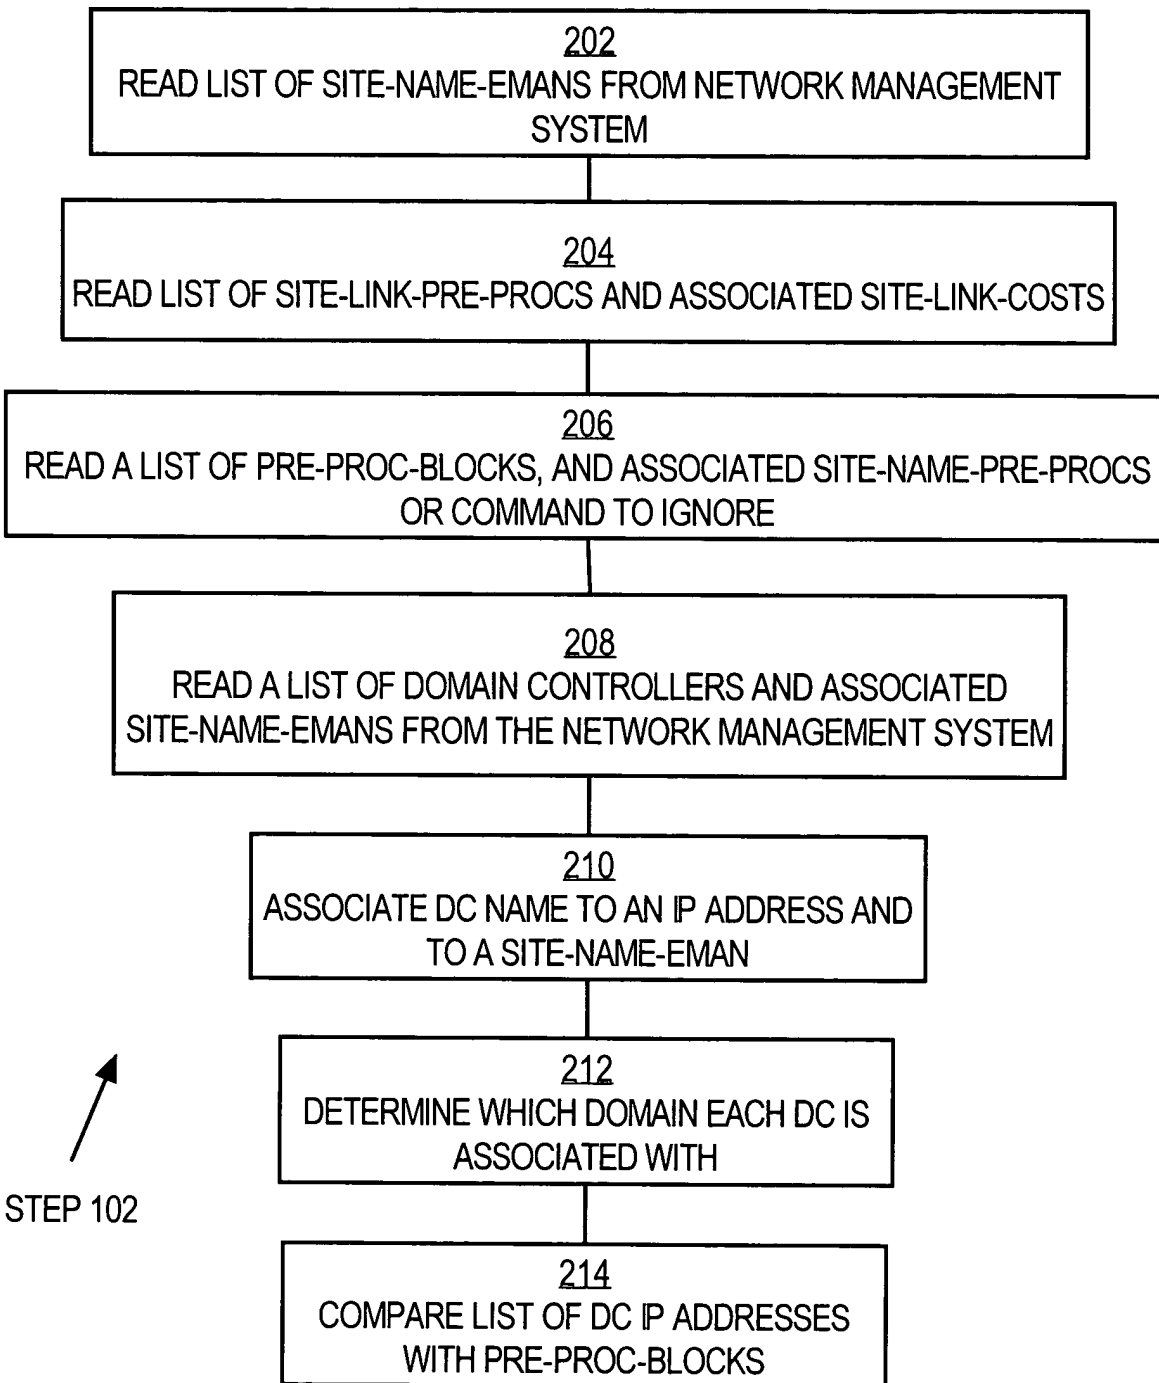 202
READ LIST OF SITE-NAME-EMANS FROM NETWORK MANAGEMENT
SYSTEM
204
READ LIST OF SITE-LINK-PRE-PROCS AND ASSOCIATED SITE-LINK-COSTS
206
READ A LIST OF PRE-PROC-BLOCKS, AND ASSOCIATED SITE-NAME-PRE-PROCS
OR COMMAND TO IGNORE
208
READ A LIST OF DOMAIN CONTROLLERS AND ASSOCIATED
SITE-NAME-EMANS FROM THE NETWORK MANAGEMENT SYSTEM
210
ASSOCIATE DC NAME TO AN IP ADDRESS AND
TO A SITE-NAME-EMAN
212
DETERMINE WHICH DOMAIN EACH DC IS
ASSOCIATED WITH
STEP 102
214
COMPARE LIST OF DC IP ADDRESSES
WITH PRE-PROC-BLOCKS